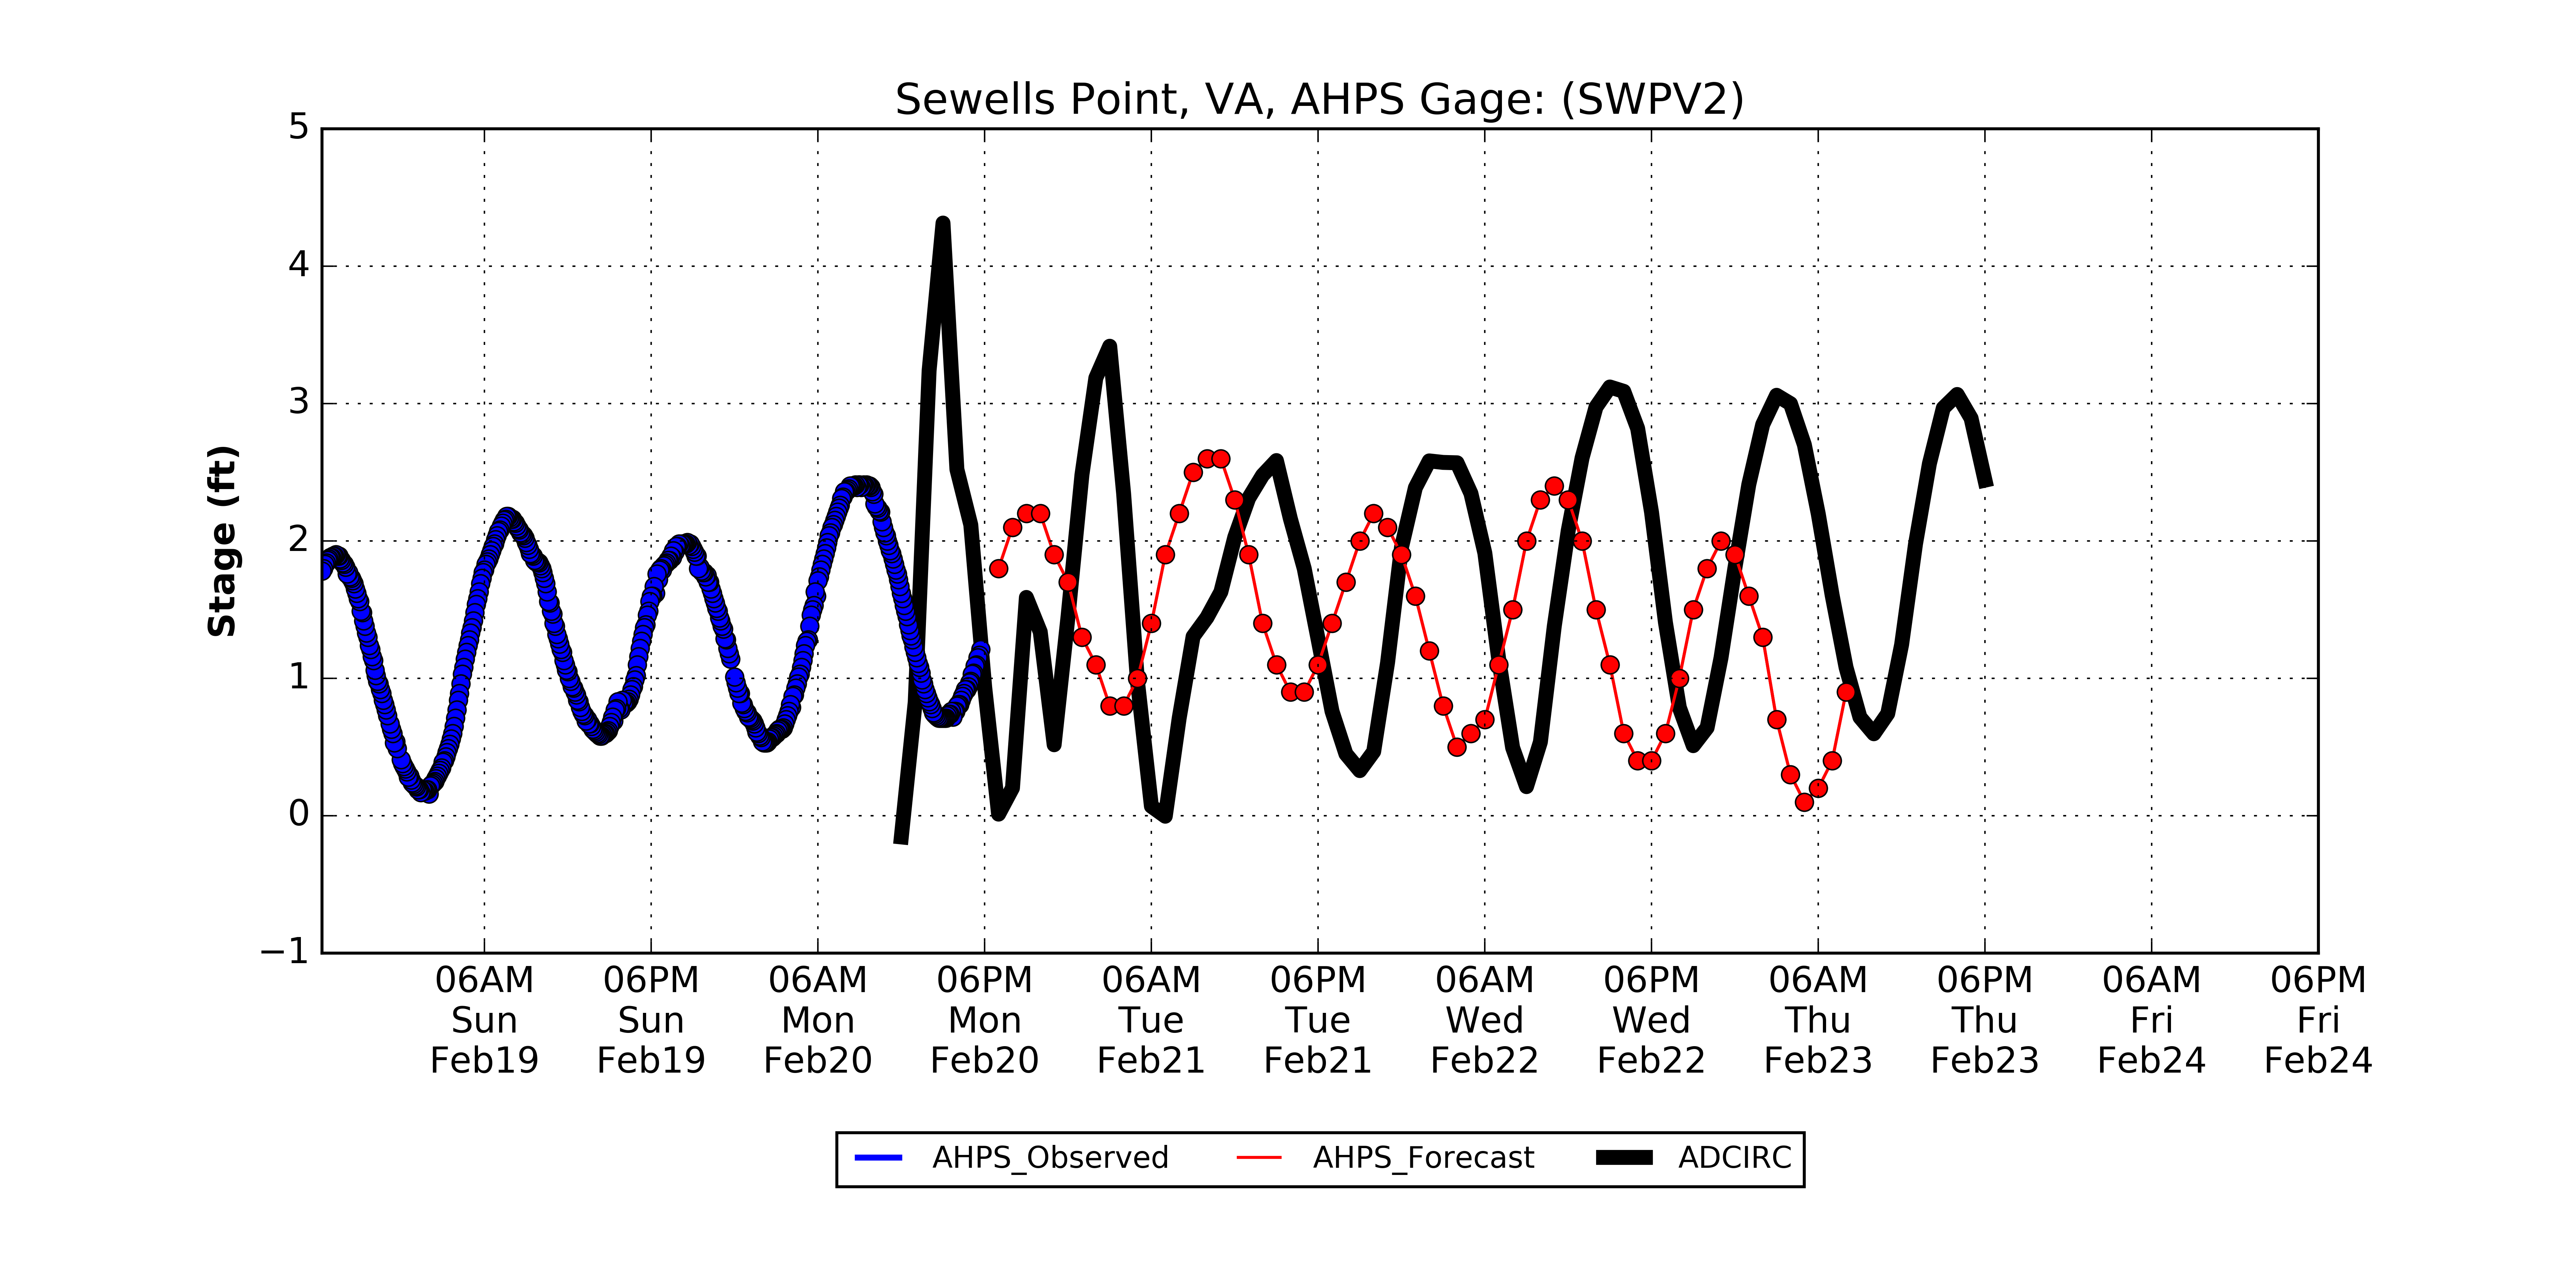 Sewells Point, VA, AHPS Gage: (SWPV2)
5
4
3
2
1
0
−1
Stage (ft)
06AM Sun Feb19
06PM Sun Feb19
06AM Mon Feb20
06PM Mon Feb20
06AM Tue Feb21
06PM Tue Feb21
06AM Wed Feb22
06PM Wed Feb22
06AM Thu Feb23
06PM Thu Feb23
06AM Fri Feb24
06PM Fri Feb24
AHPS_Observed AHPS_Forecast ADCIRC